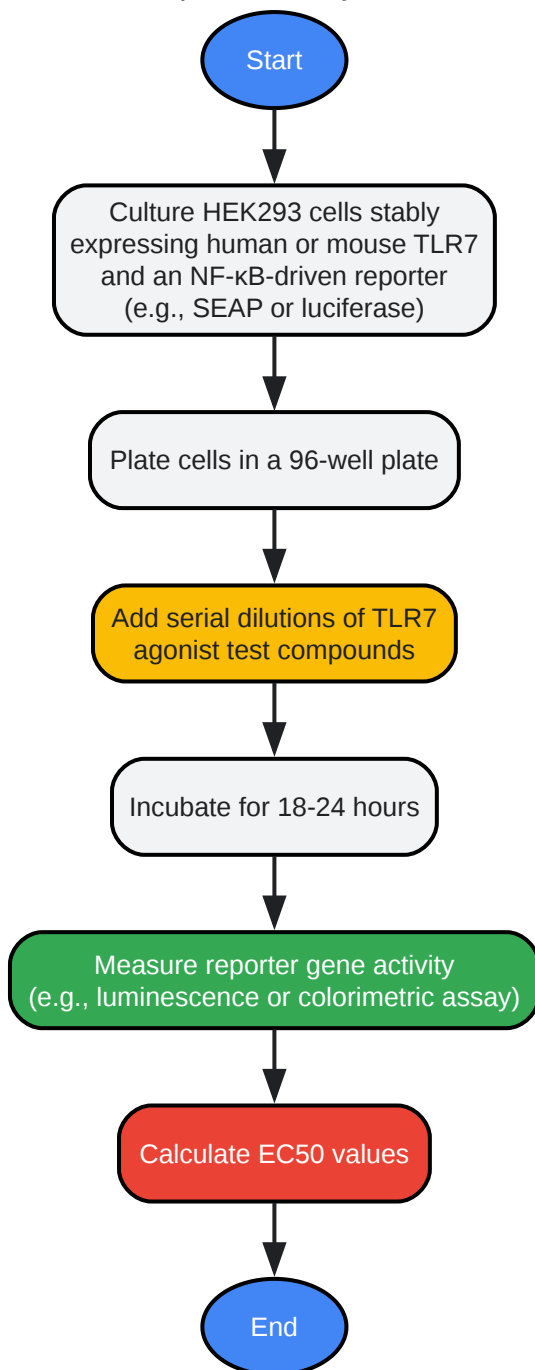 Start
Culture HEK293 cells stably
expressing human or mouse TLR7
and an NF-κB-driven reporter
(e.g., SEAP or luciferase)
Plate cells in a 96-well plate
Add serial dilutions of TLR7
agonist test compounds
Incubate for 18-24 hours
Measure reporter gene activity
(e.g., luminescence or colorimetric assay)
Calculate EC50 values
End